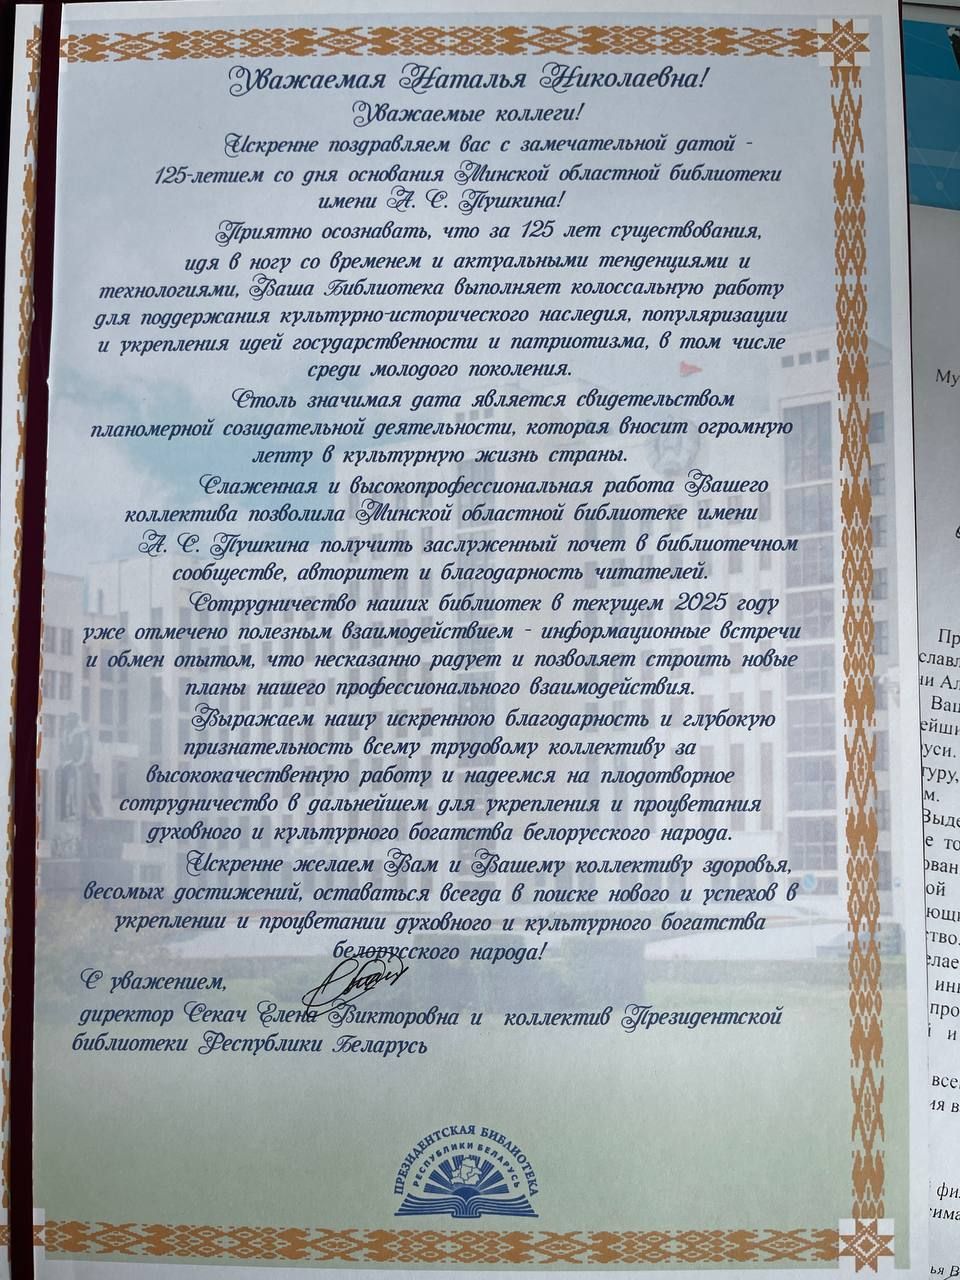 Уважаемая Наталья Николаевна!
Уважаемые коллеги!
Искренне поздравляем вас с замечательной датой -
125-летием со дня основания Минской областной библиотеки
имени А. С. Пушкина!
Приятно осознавать, что за 125 лет существования,
идя в ногу со временем и актуальными тенденциями и
технологиями, Ваша Библиотека выполняет колоссальную работу
для поддержания культурно-исторического наследия, популяризации
и укрепления идей государственности и патриотизма, в том числе
среди молодого поколения.
Столь значимая дата является свидетельством
планомерной созидательной деятельности, которая вносит огромную
лепту в культурную жизнь страны.
Слаженная и высокопрофессиональная работа Вашего
коллектива позволила Минской областной библиотеке имени
А. С. Пушкина получить заслуженный почет в библиотечном
сообществе, авторитет и благодарность читателей.
Сотрудничество наших библиотек в текущем 2025 году
уже отмечено полезным взаимодействием - информационные встречи
и обмен опытом, что несказанно радует и позволяет строить новые
планы нашего профессионального взаимодействия.
Выражаем нашу искреннюю благодарность и глубокую
признательность всему трудовому коллективу за
высококачественную работу и надеемся на плодотворное
сотрудничество в дальнейшем для укрепления и процветания
духовного и культурного богатства белорусского народа.
Искренне желаем Вам и Вашему коллективу здоровья,
весомых достижений, оставаться всегда в поиске нового и успехов в
укреплении и процветании духовного и культурного богатства
белорусского народа!
С уважением,
директор Секач Елена Викторовна и коллектив Президентской
библиотеки Республики Беларусь
ПРЕЗИДЕНТСКАЯ БИБЛИОТЕКА
РЕСПУБЛИКИ БЕЛАРУСЬ